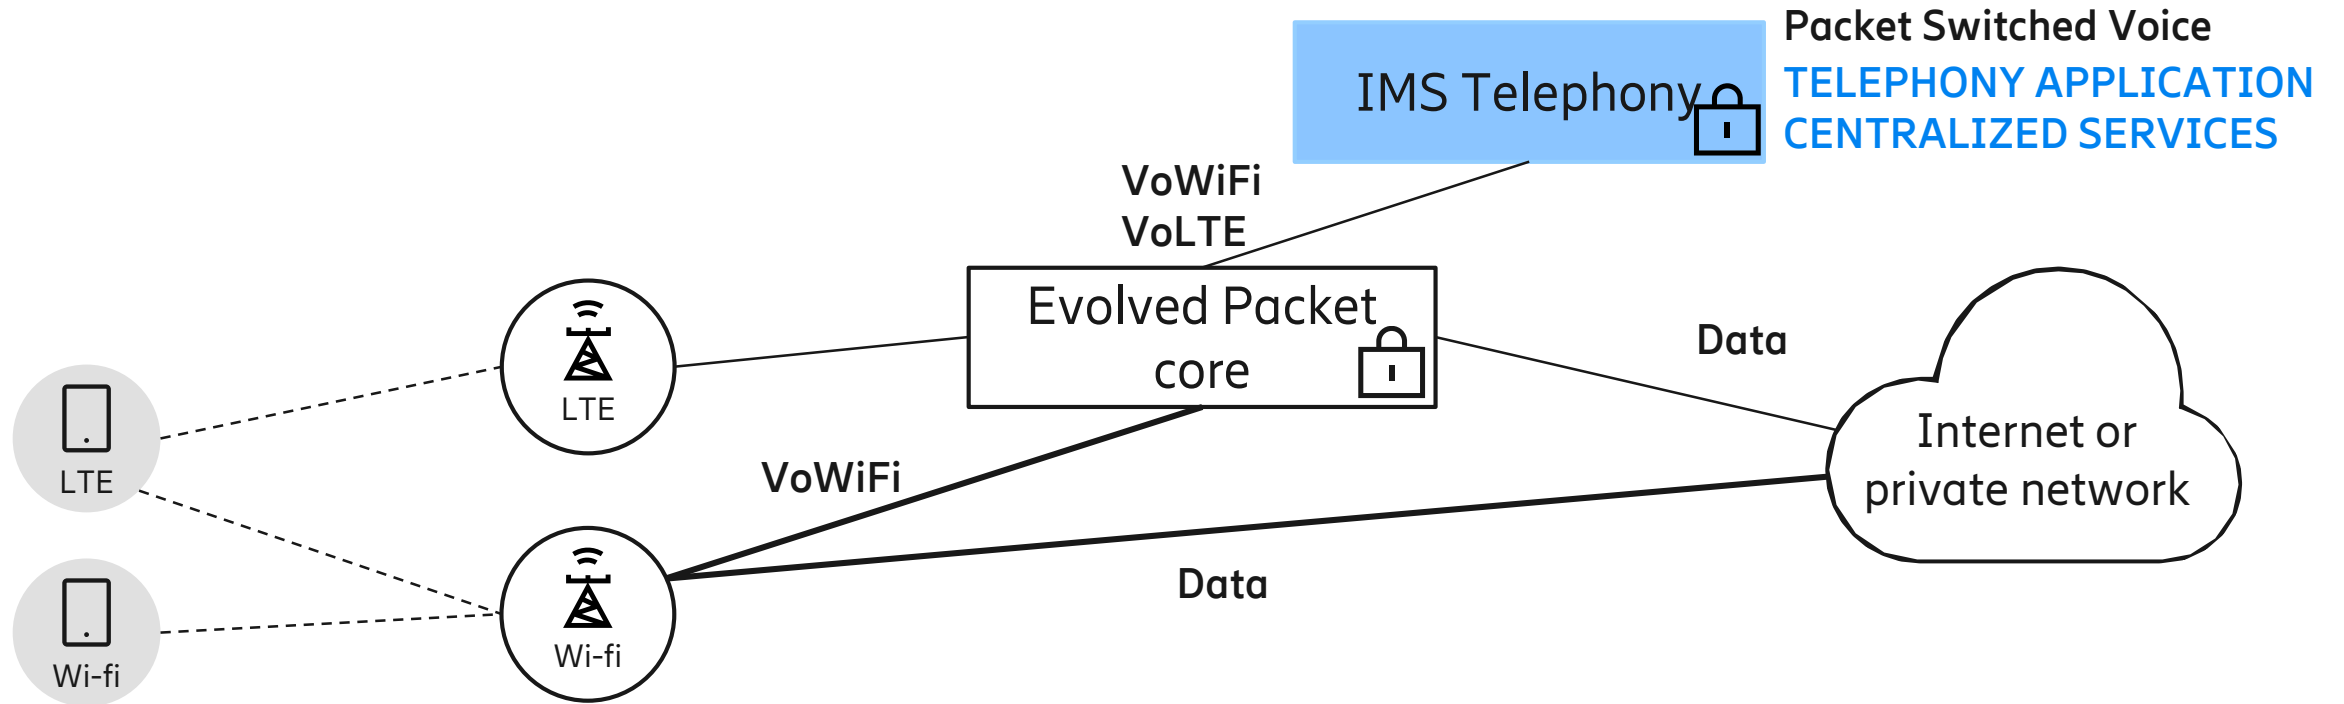 Packet Switched Voice
TELEPHONY APPLICATION
CENTRALIZED SERVICES
IMS Telephony
VoWiFi
VoLTE
Evolved Packet
core
Data
LTE
Internet or
private network
LTE
VoWiFi
Data
Wi-fi
Wi-fi